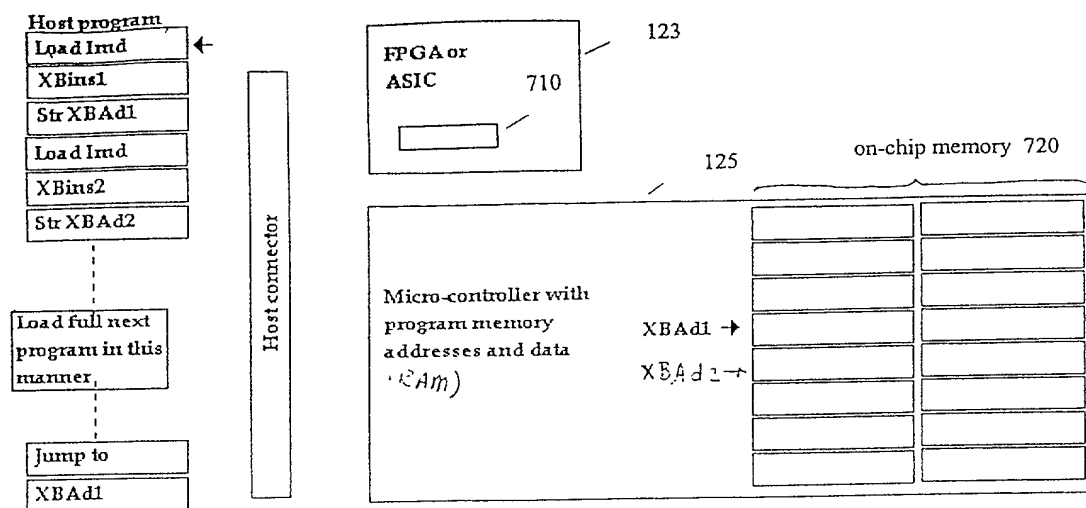 Host program
Load Imd
XBins1
Str XBAd1
Load Imd
XBins2
Str XBAd2
Load full next
program in this
manner
Jump to
XBAd1
Host connector
FPGA or
ASIC
710
123
125
on-chip memory 720
Micro-controller with
program memory
addresses and data
(RAM)
XBAd1
XBAd2